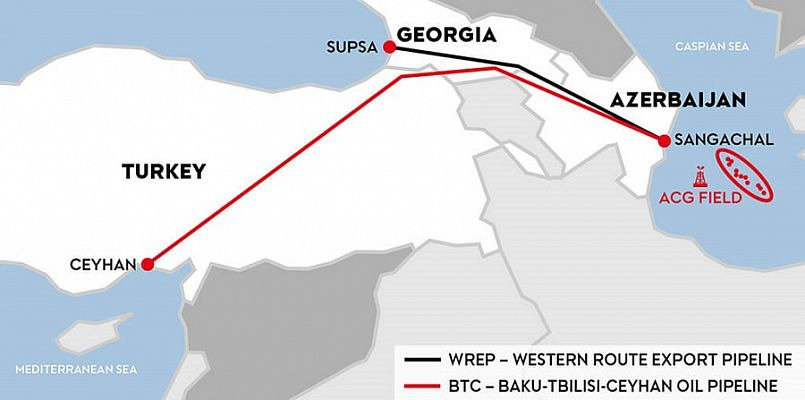 GEORGIA
SUPSA
CASPIAN SEA
AZERBAIJAN
SANGACHAL
TURKEY
ACG FIELD
CEYHAN
MEDITERRANEAN SEA
WREP – WESTERN ROUTE EXPORT PIPELINE
BTC – BAKU-TBILISI-CEYHAN OIL PIPELINE